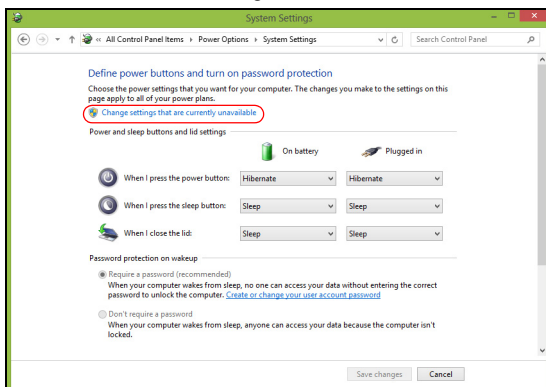 System Settings
« All Control Panel Items ▸ Power Options ▸ System Settings
Search Control Panel
Define power buttons and turn on password protection
Choose the power settings that you want for your computer. The changes you make to the settings on this
page apply to all of your power plans.
Change settings that are currently unavailable
Power and sleep buttons and lid settings
On battery Plugged in
When I press the power button: Hibernate Hibernate
When I press the sleep button: Sleep Sleep
When I close the lid: Sleep Sleep
Password protection on wakeup
Require a password (recommended)
When your computer wakes from sleep, no one can access your data without entering the correct
password to unlock the computer. Create or change your user account password
Don't require a password
When your computer wakes from sleep, anyone can access your data because the computer isn't
locked.
Save changes Cancel